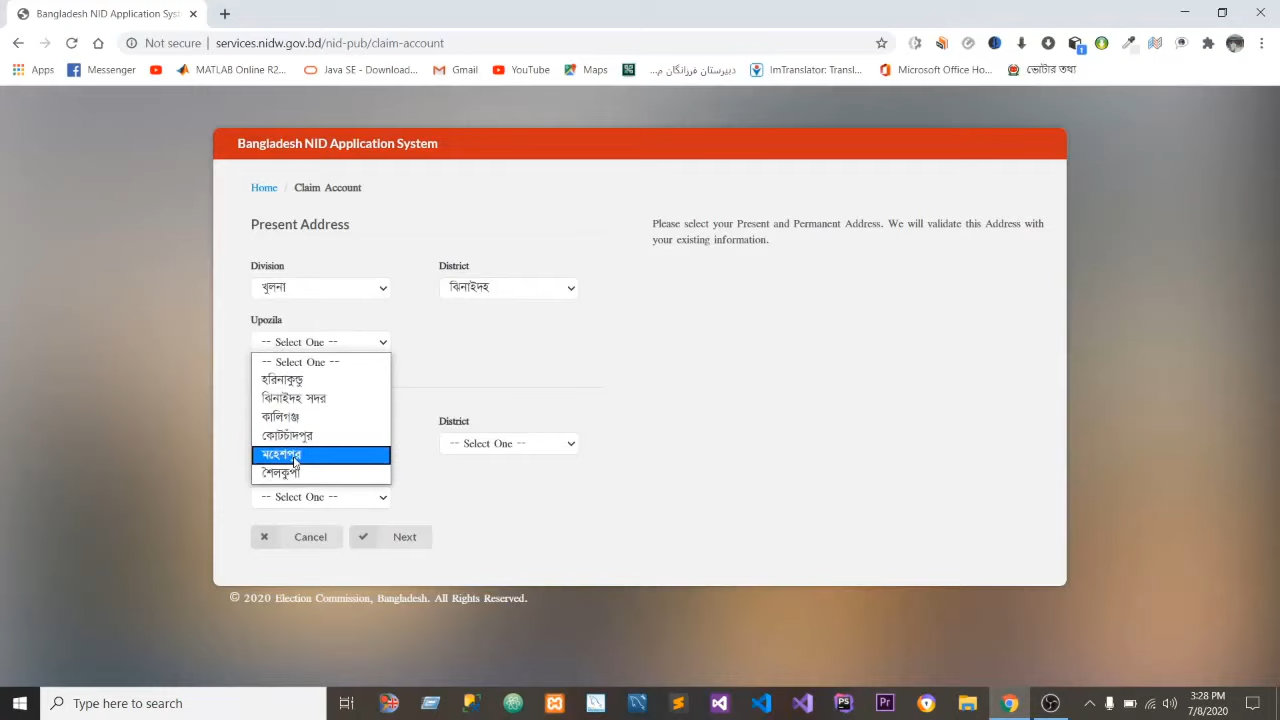 Bangladesh NID Application Syst
Not secure | services.nidw.gov.bd/nid-pub/claim-account
Apps
Messenger
MATLAB Online R2...
Java SE - Download...
Gmail
YouTube
Maps
دبیرستان فرزانگان م...
ImTranslator: Transl...
Microsoft Office Ho...
ভোটার তথ্য
Bangladesh NID Application System
Home / Claim Account
Present Address
Please select your Present and Permanent Address. We will validate this Address with
your existing information.
Division
District
খুলনা
ঝিনাইদহ
Upozila
-- Select One --
-- Select One --
হরিনাকুন্ডু
ঝিনাইদহ সদর
কালিগঞ্জ
কোটচাঁদপুর
মহেশপুর
শৈলকুপা
District
-- Select One --
-- Select One --
Cancel
Next
© 2020 Election Commission, Bangladesh. All Rights Reserved.
Type here to search
3:28 PM
7/8/2020